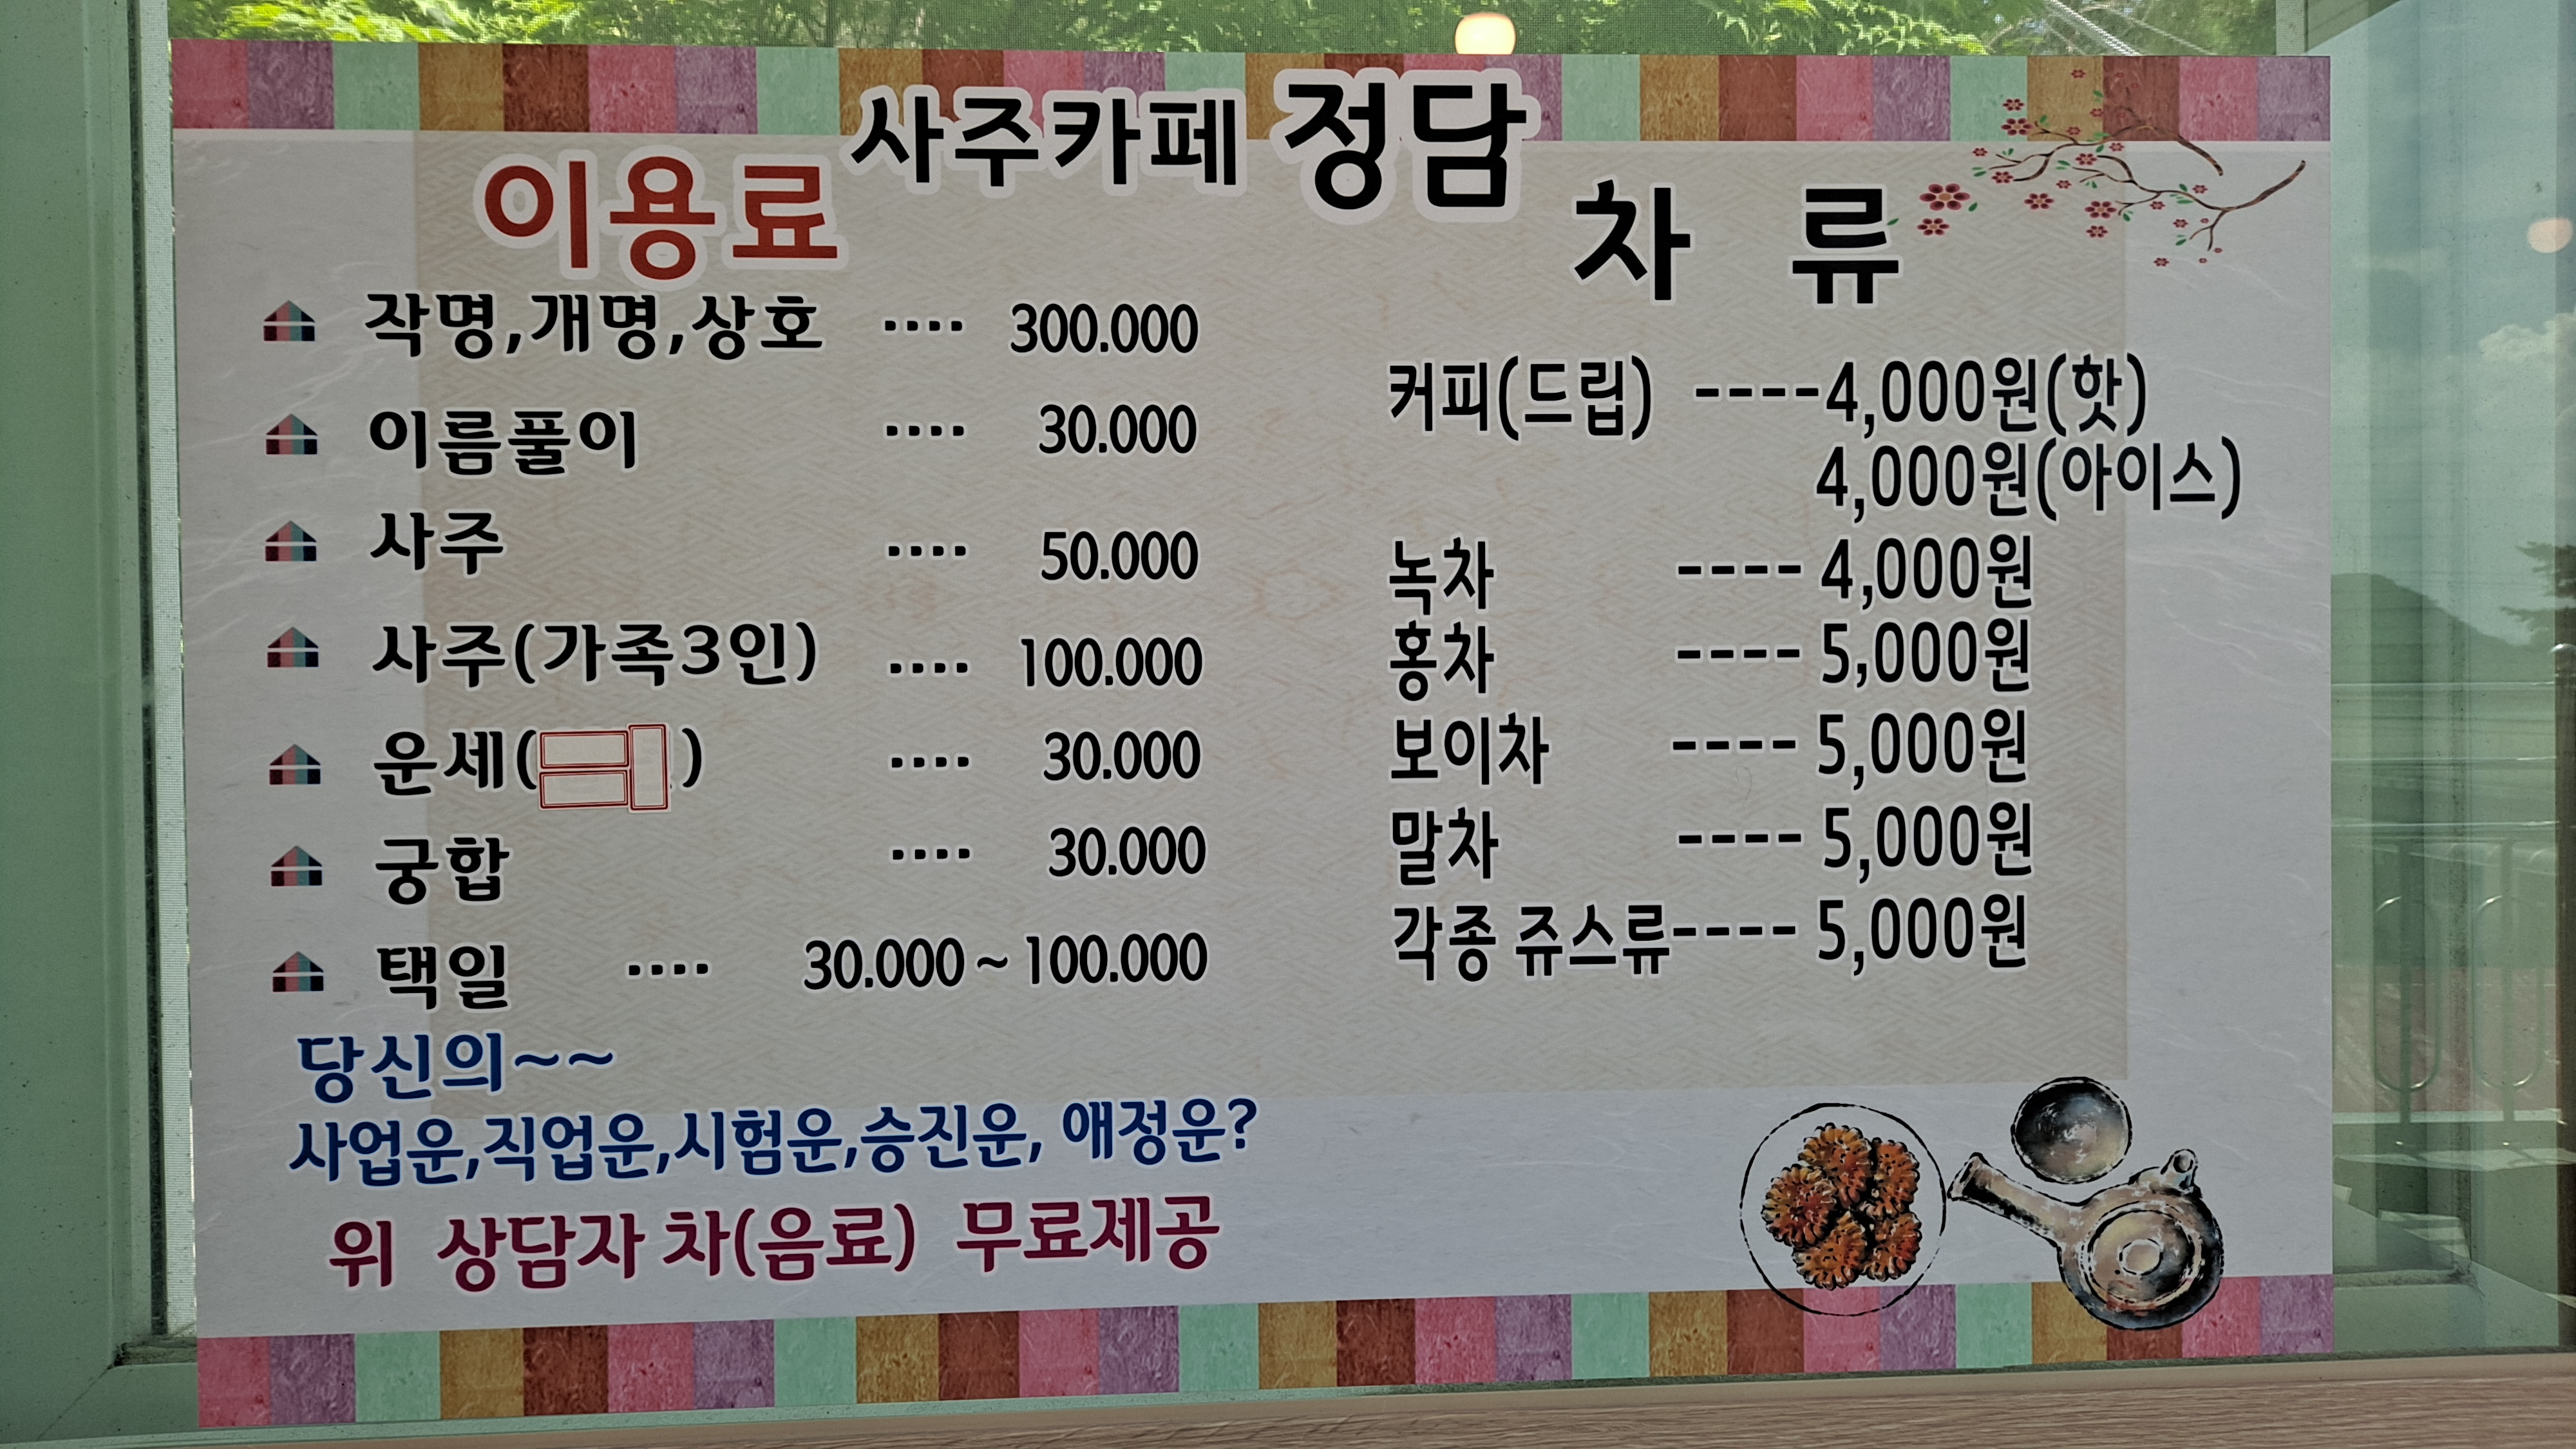 사주카페 정담
이용료
작명,개명,상호 ···· 300.000
이름풀이 ···· 30.000
사주 ···· 50.000
사주(가족3인) ···· 100.000
운세( ) ···· 30.000
궁합 ···· 30.000
택일 ···· 30.000~100.000
당신의~~
사업운,직업운,시험운,승진운, 애정운?
위 상담자 차(음료) 무료제공
차 류
커피(드립) ----4,000원(핫)
4,000원(아이스)
녹차 ---- 4,000원
홍차 ---- 5,000원
보이차 ---- 5,000원
말차 ---- 5,000원
각종 쥬스류---- 5,000원